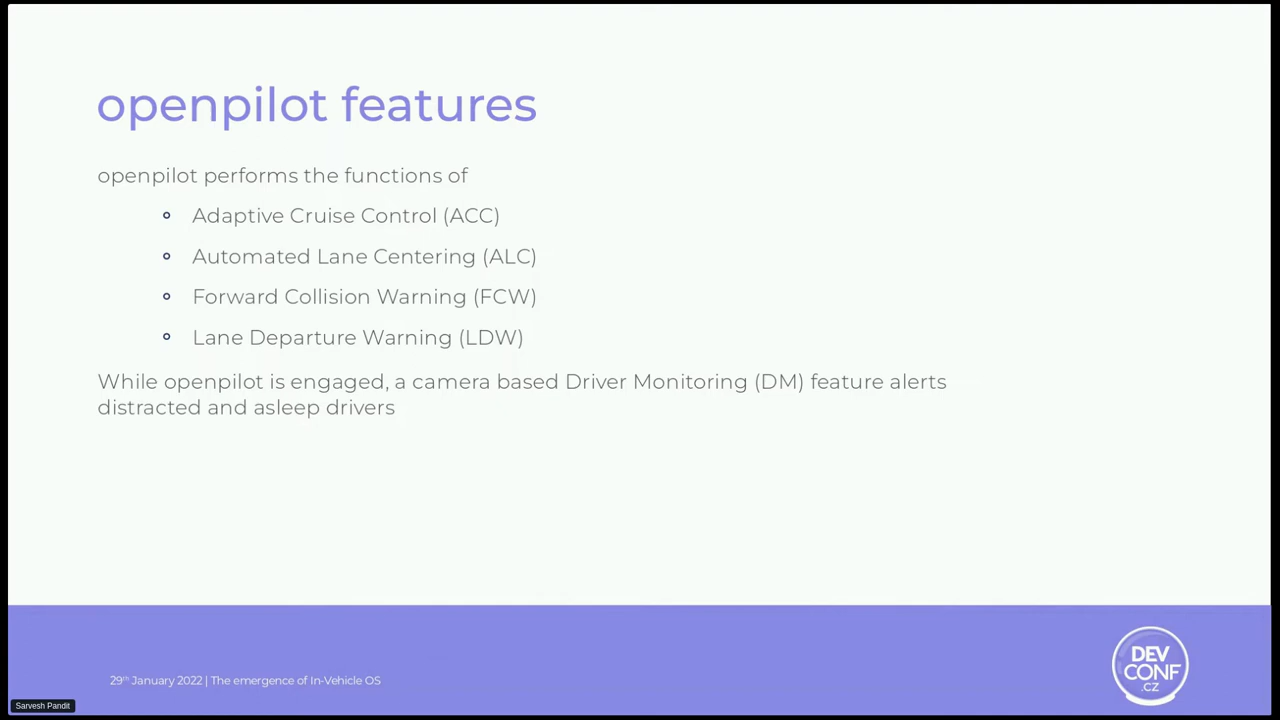 openpilot features
openpilot performs the functions of
Adaptive Cruise Control (ACC)
Automated Lane Centering (ALC)
Forward Collision Warning (FCW)
Lane Departure Warning (LDW)
While openpilot is engaged, a camera based Driver Monitoring (DM) feature alerts
distracted and asleep drivers
29th January 2022 | The emergence of In-Vehicle OS
DEV
CONF
.CZ
Sarvesh Pandit